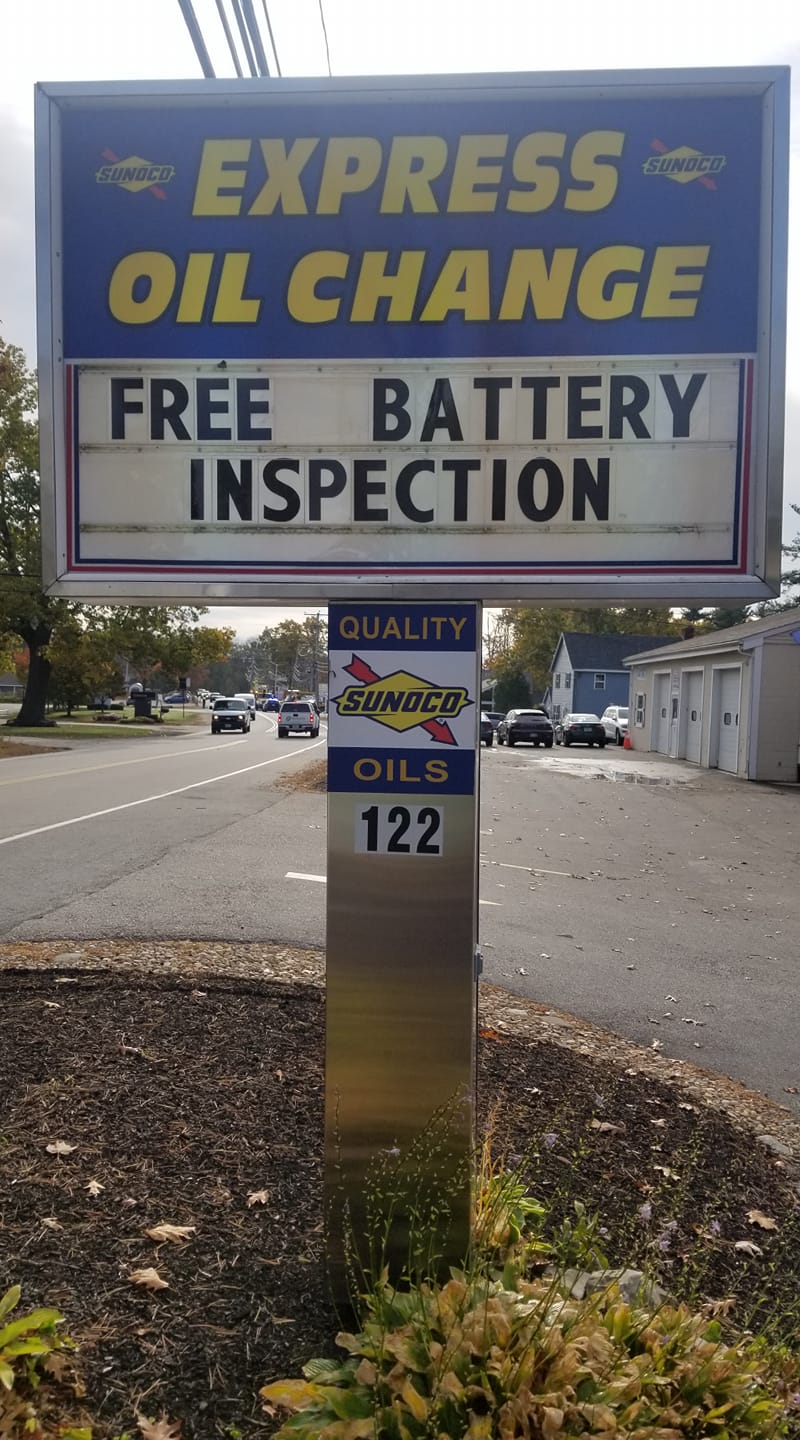 SUNOCO EXPRESS SUNOCO
OIL CHANGE
FREE BATTERY
INSPECTION
QUALITY
SUNOCO
OILS
122